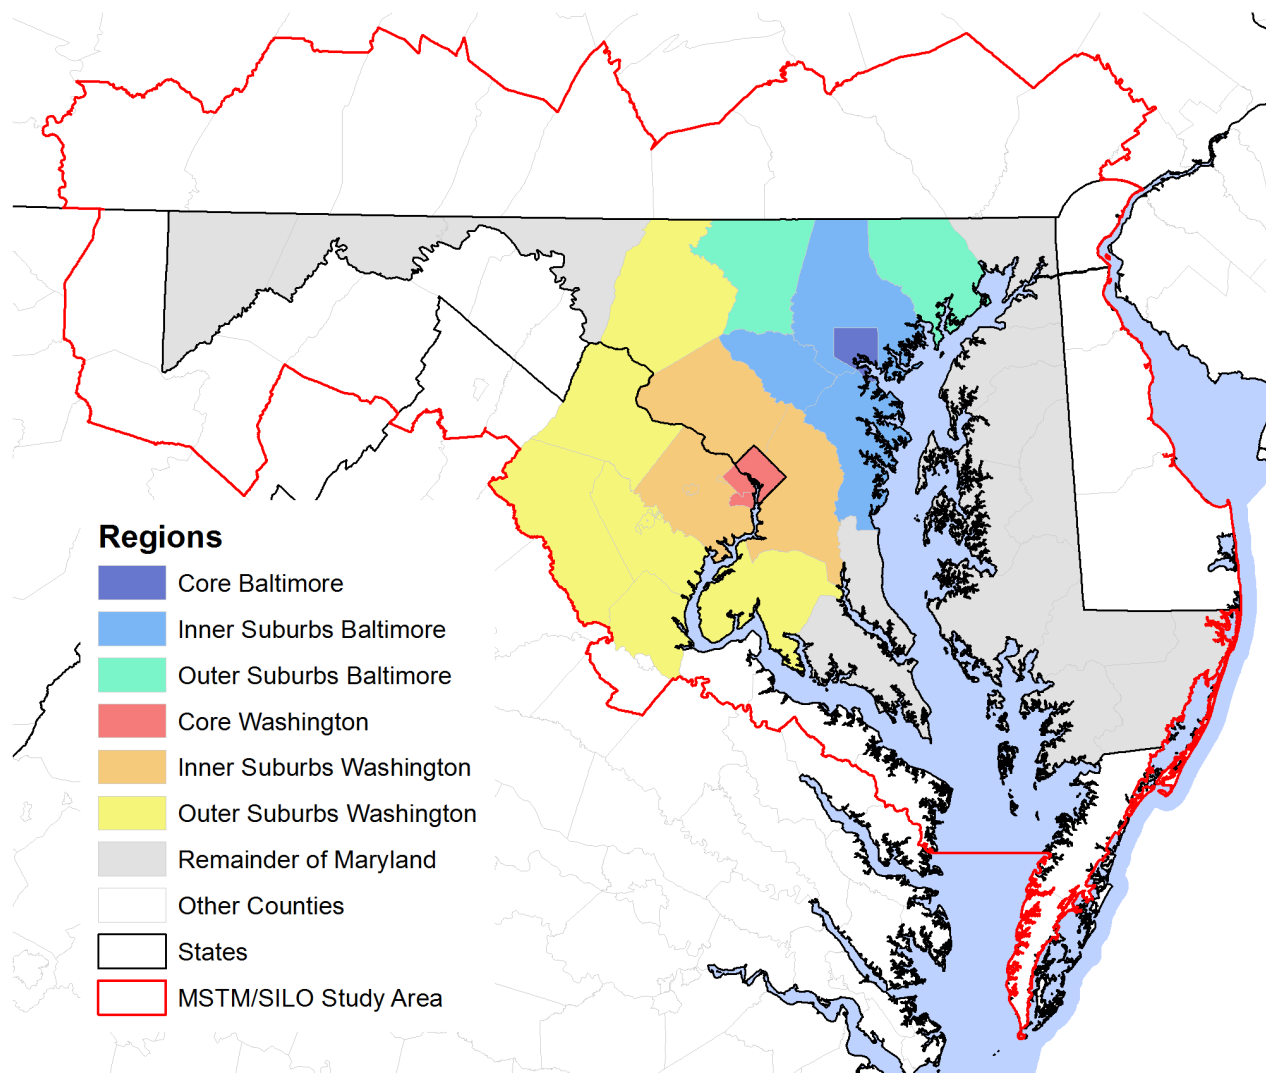 Regions
Core Baltimore
Inner Suburbs Baltimore
Outer Suburbs Baltimore
Core Washington
Inner Suburbs Washington
Outer Suburbs Washington
Remainder of Maryland
Other Counties
States
MSTM/SILO Study Area